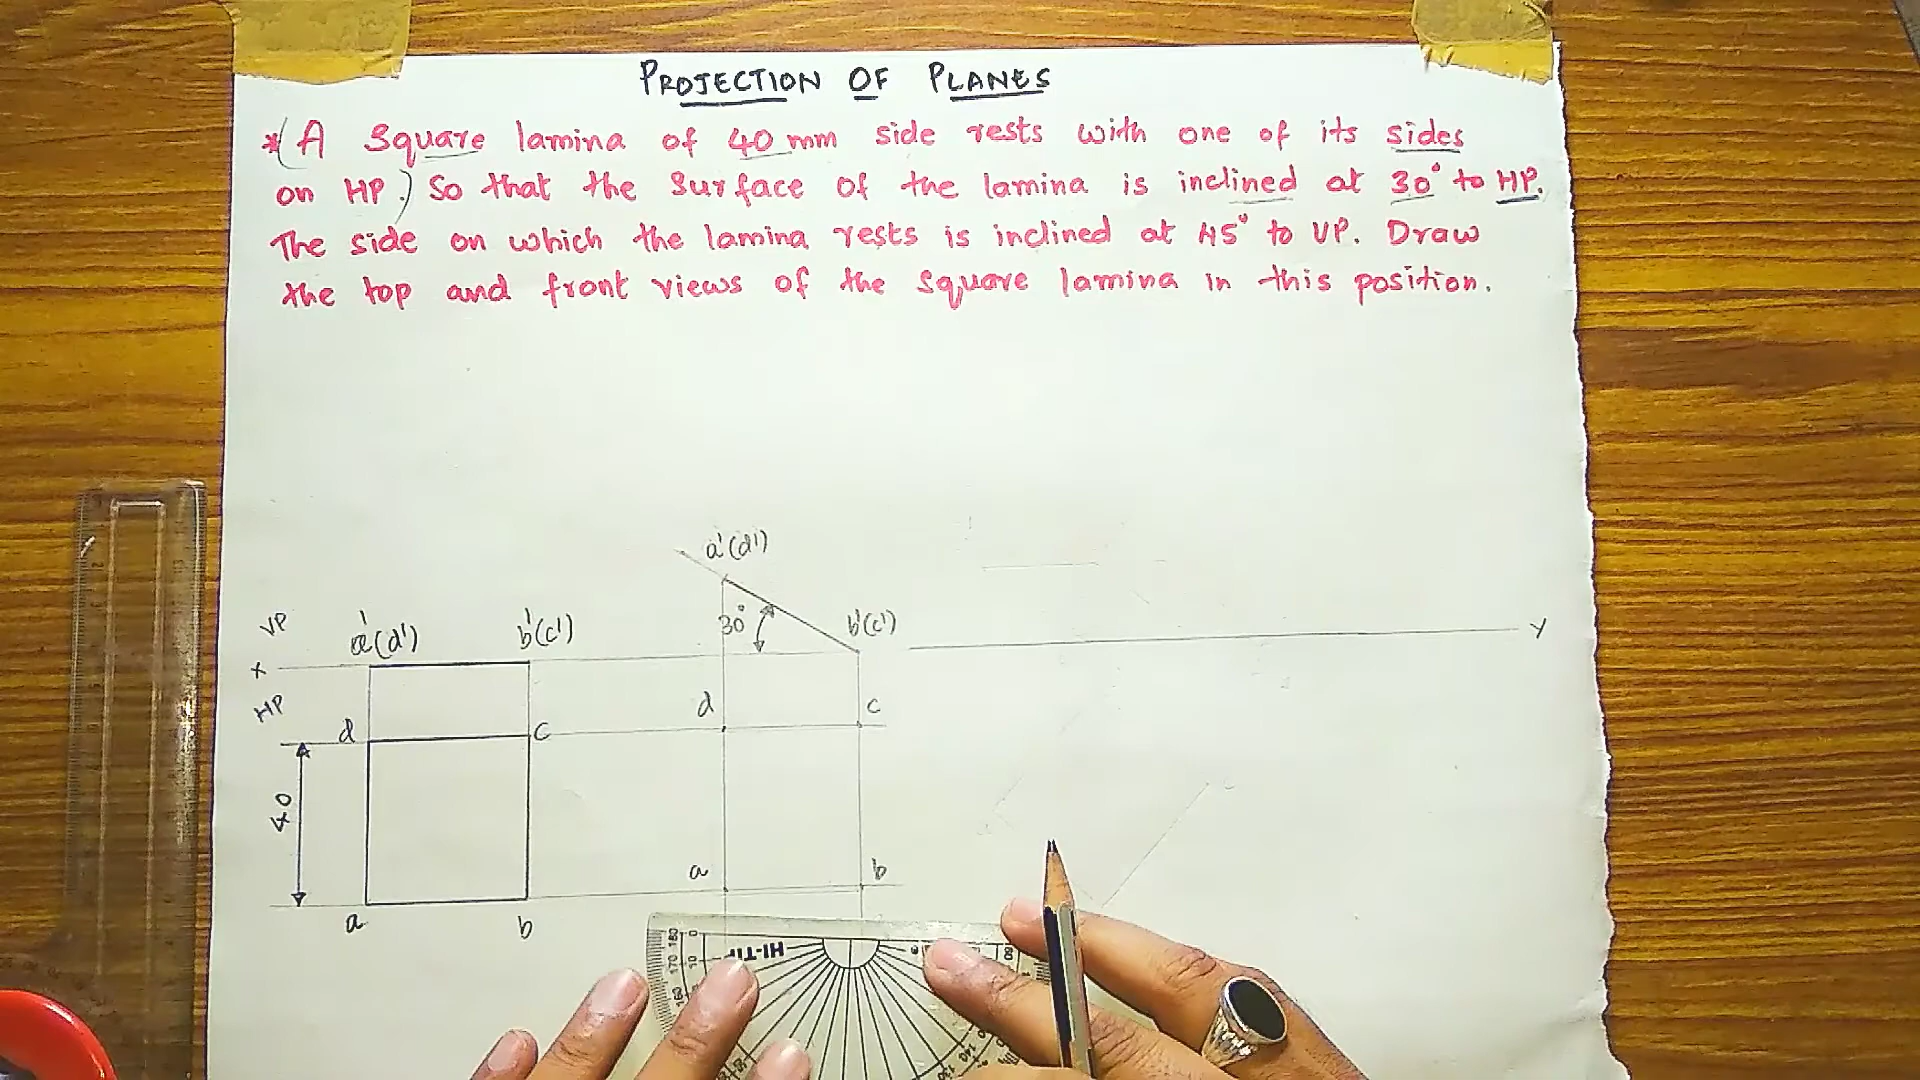 PROJECTION OF PLANES
*(A Square lamina of 40 mm side rests with one of its sides
on HP.) So that the Surface of the lamina is inclined at 30° to HP.
The side on which the lamina rests is inclined at 45° to VP. Draw
the top and front views of the square lamina in this position.
a'(d')
VP a'(d') b'(c') 30° b'(c') Y
X
HP d c d c
40
a b a b
HI-TI